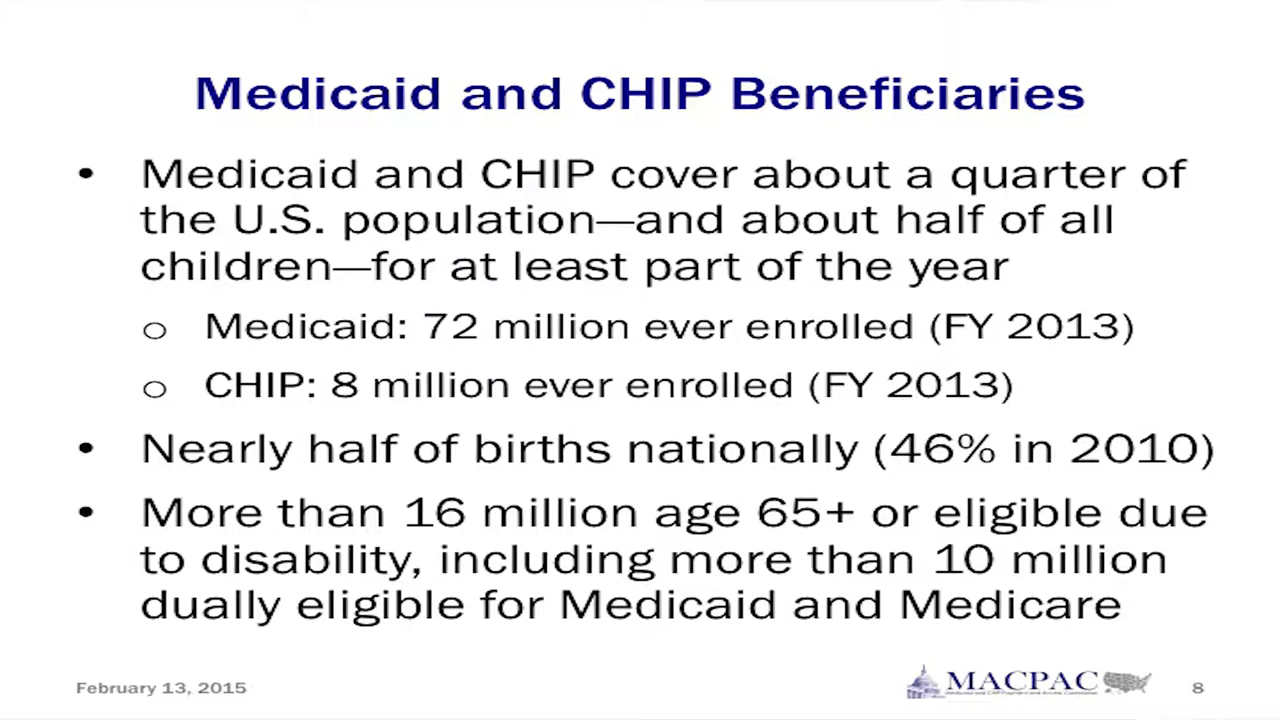 Medicaid and CHIP Beneficiaries
• Medicaid and CHIP cover about a quarter of
the U.S. population—and about half of all
children—for at least part of the year
o Medicaid: 72 million ever enrolled (FY 2013)
o CHIP: 8 million ever enrolled (FY 2013)
• Nearly half of births nationally (46% in 2010)
• More than 16 million age 65+ or eligible due
to disability, including more than 10 million
dually eligible for Medicaid and Medicare
February 13, 2015
MACPAC
8